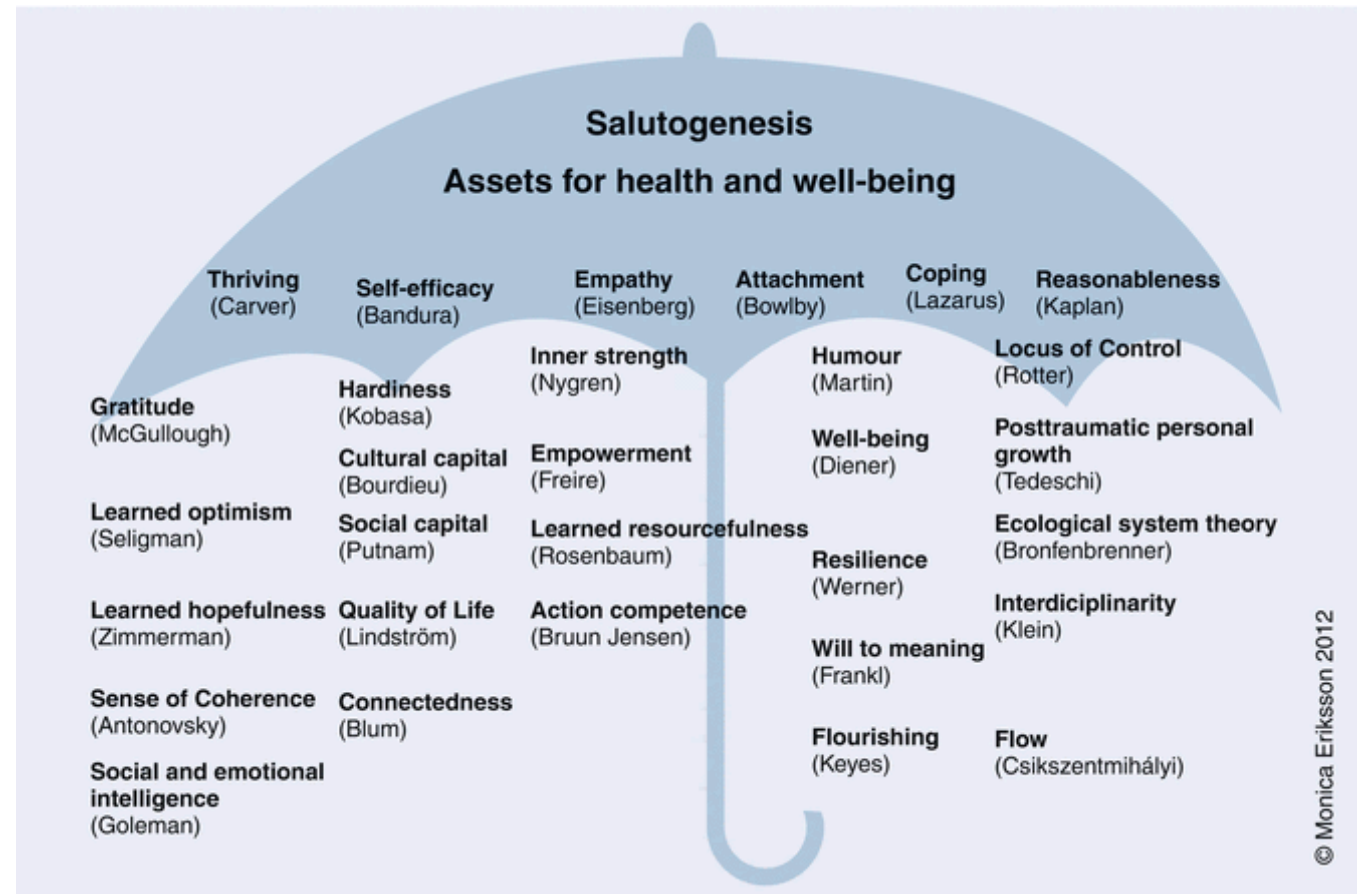 Salutogenesis
Assets for health and well-being
Thriving
(Carver)
Self-efficacy
(Bandura)
Empathy
(Eisenberg)
Attachment
(Bowlby)
Coping
(Lazarus)
Reasonableness
(Kaplan)
Gratitude
(McGullough)
Learned optimism
(Seligman)
Learned hopefulness
(Zimmerman)
Sense of Coherence
(Antonovsky)
Social and emotional
intelligence
(Goleman)
Hardiness
(Kobasa)
Cultural capital
(Bourdieu)
Social capital
(Putnam)
Quality of Life
(Lindström)
Connectedness
(Blum)
Inner strength
(Nygren)
Empowerment
(Freire)
Learned resourcefulness
(Rosenbaum)
Action competence
(Bruun Jensen)
Humour
(Martin)
Well-being
(Diener)
Resilience
(Werner)
Will to meaning
(Frankl)
Flourishing
(Keyes)
Locus of Control
(Rotter)
Posttraumatic personal
growth
(Tedeschi)
Ecological system theory
(Bronfenbrenner)
Interdiciplinarity
(Klein)
Flow
(Csikszentmihályi)
© Monica Eriksson 2012